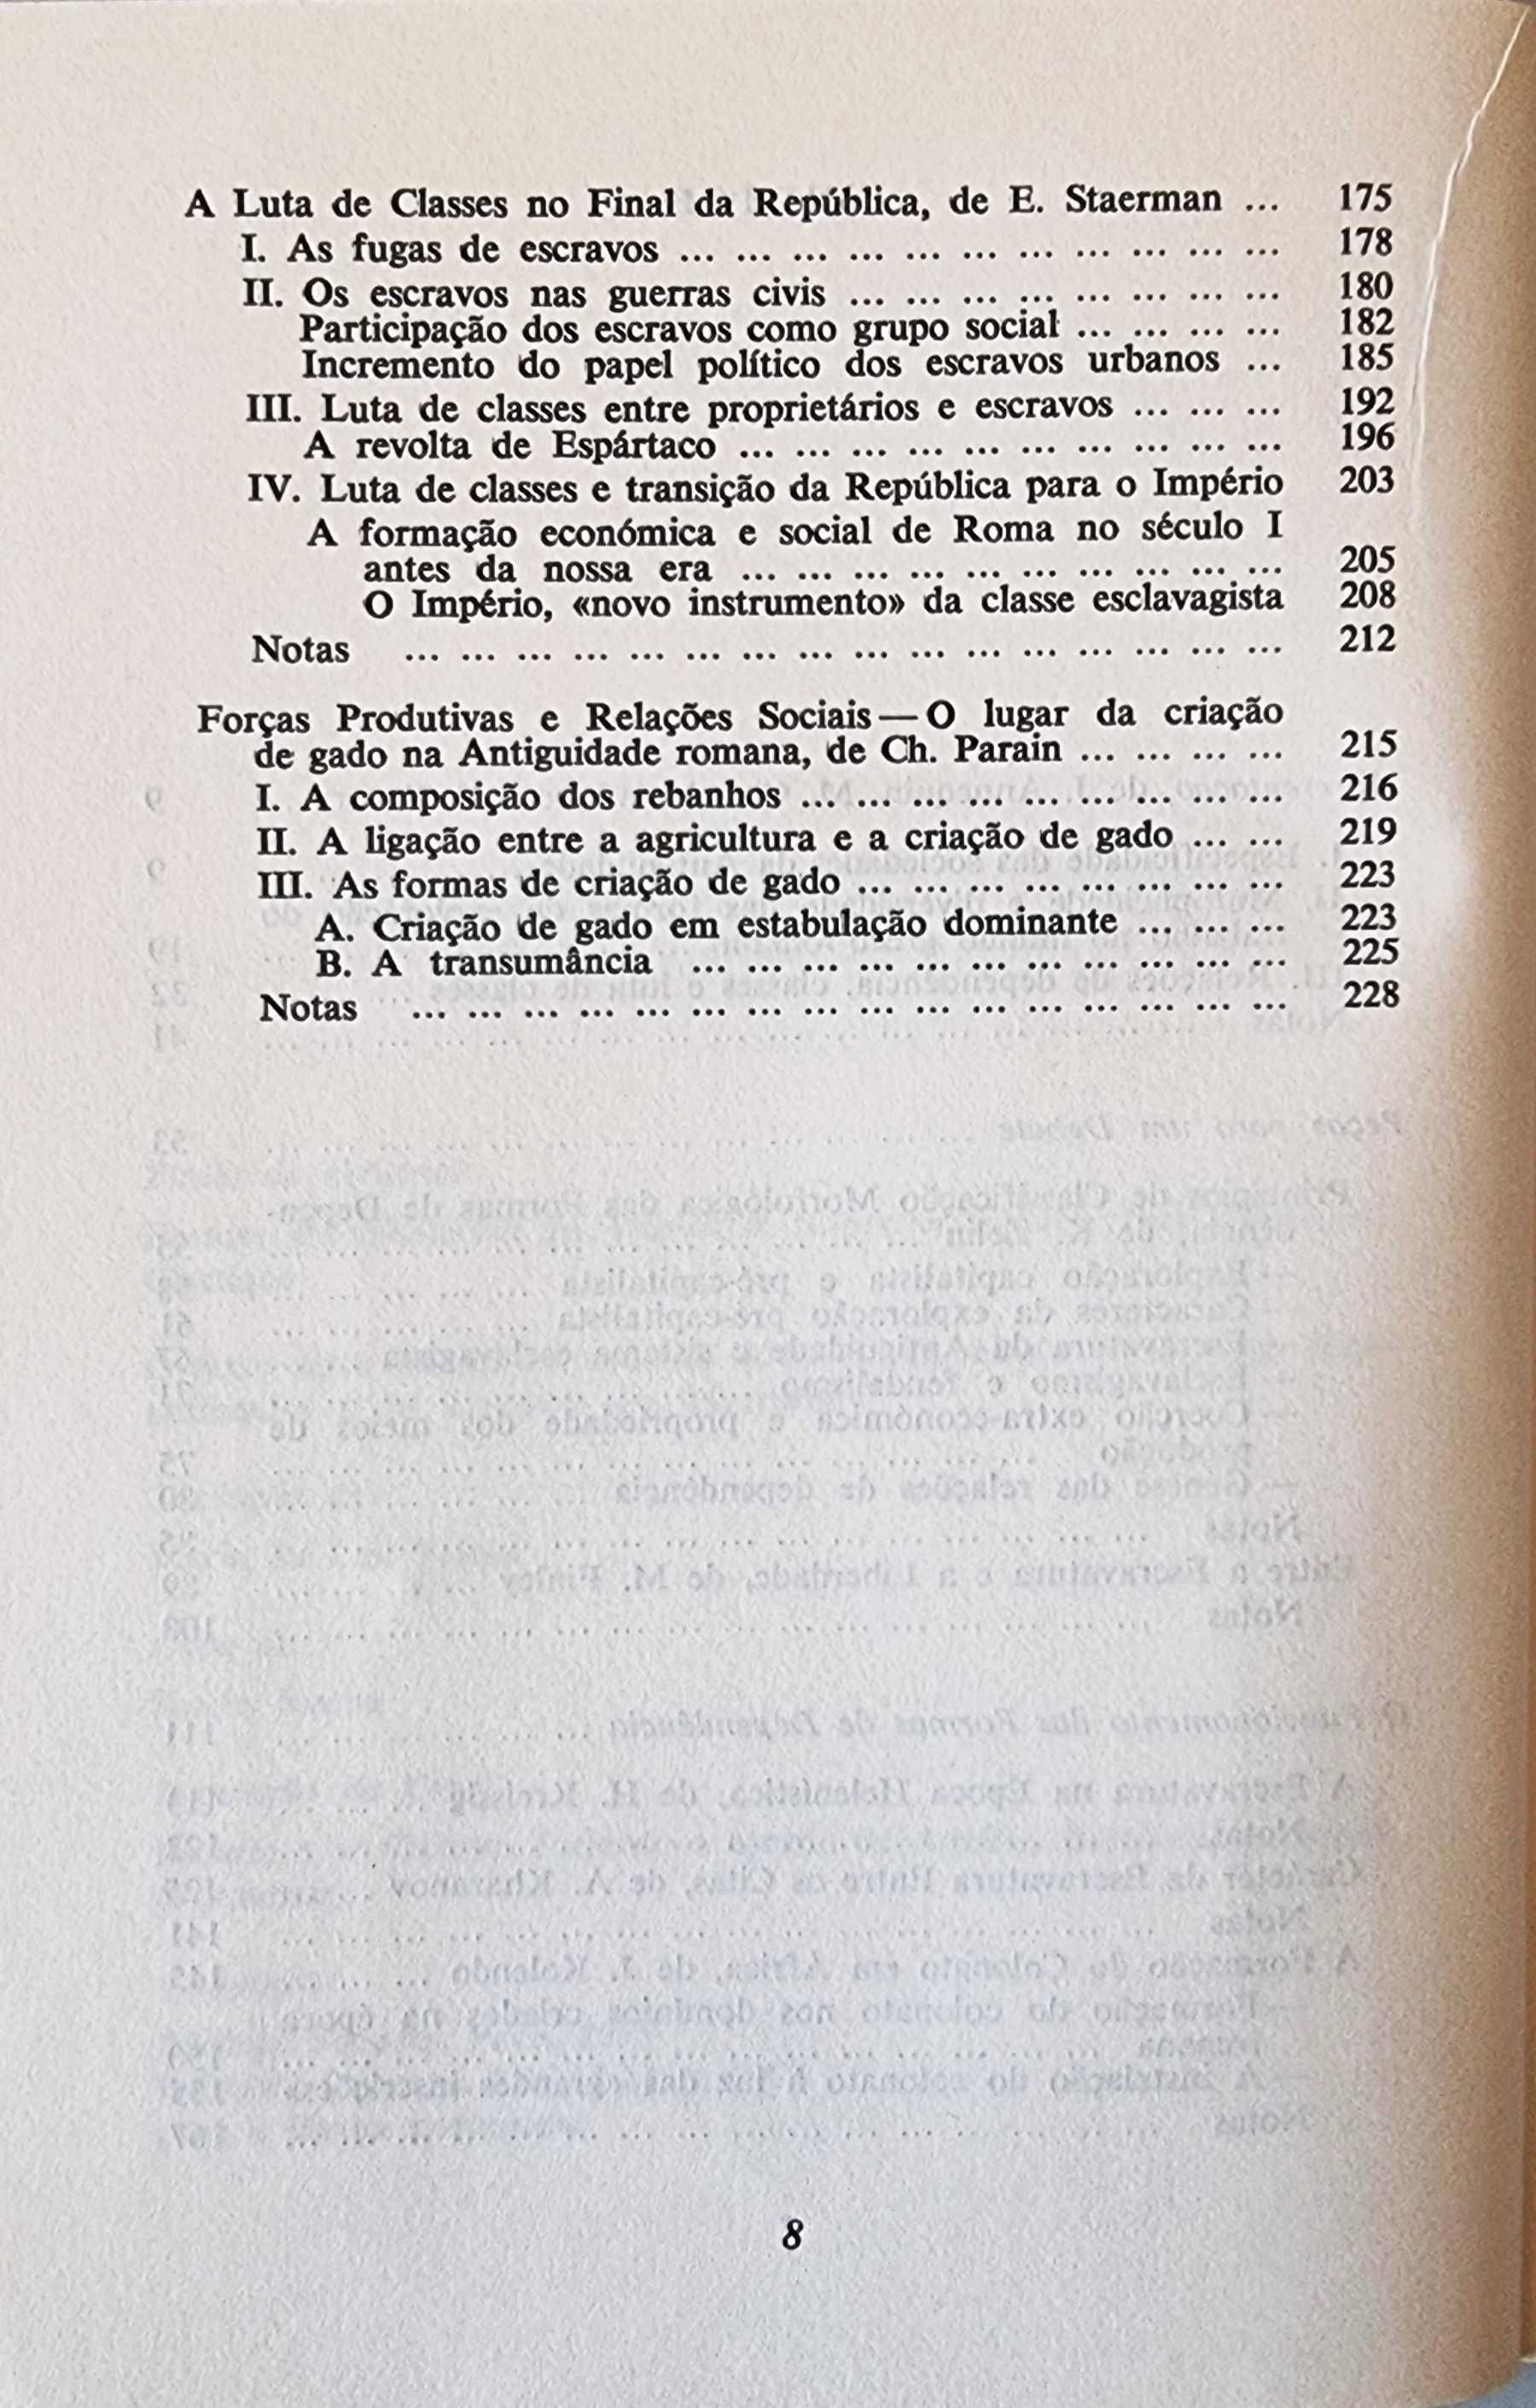 A Luta de Classes no Final da República, de E. Staerman ... 175
I. As fugas de escravos ... ... ... ... ... ... ... ... ... ... ... 178
II. Os escravos nas guerras civis ... ... ... ... ... ... ... ... 180
Participação dos escravos como grupo social ... ... ... ... 182
Incremento do papel político dos escravos urbanos ... 185
III. Luta de classes entre proprietários e escravos ... ... ... 192
A revolta de Espártaco ... ... ... ... ... ... ... ... ... ... 196
IV. Luta de classes e transição da República para o Império 203
A formação económica e social de Roma no século I
antes da nossa era ... ... ... ... ... ... ... ... ... ... 205
O Império, «novo instrumento» da classe esclavagista 208
Notas ... ... ... ... ... ... ... ... ... ... ... ... ... ... ... ... 212
Forças Produtivas e Relações Sociais — O lugar da criação
de gado na Antiguidade romana, de Ch. Parain ... ... ... ... 215
I. A composição dos rebanhos ... ... ... ... ... ... ... ... ... 216
II. A ligação entre a agricultura e a criação de gado ... ... 219
III. As formas de criação de gado ... ... ... ... ... ... ... ... 223
A. Criação de gado em estabulação dominante ... ... ... 223
B. A transumância ... ... ... ... ... ... ... ... ... ... ... 225
Notas ... ... ... ... ... ... ... ... ... ... ... ... ... ... ... ... 228
8